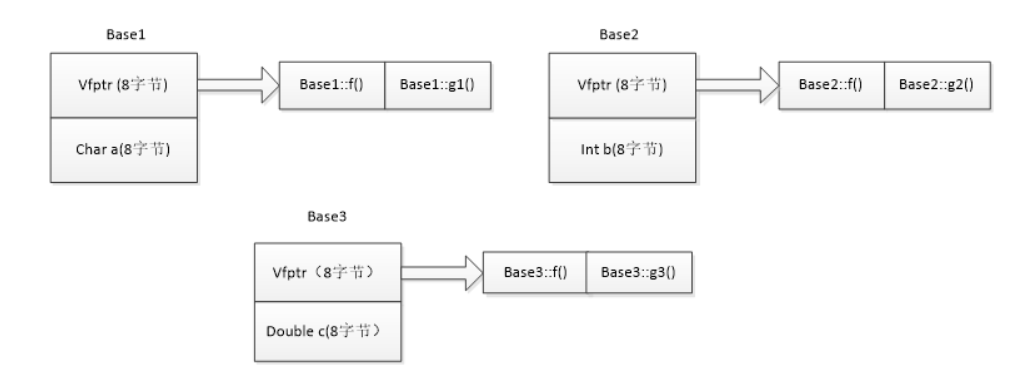 Base1
Base2
Vfptr (8字节)
Base1::f()
Base1::g1()
Vfptr (8字节)
Base2::f()
Base2::g2()
Char a(8字节)
Int b(8字节)
Base3
Vfptr（8字节）
Base3::f()
Base3::g3()
Double c(8字节）